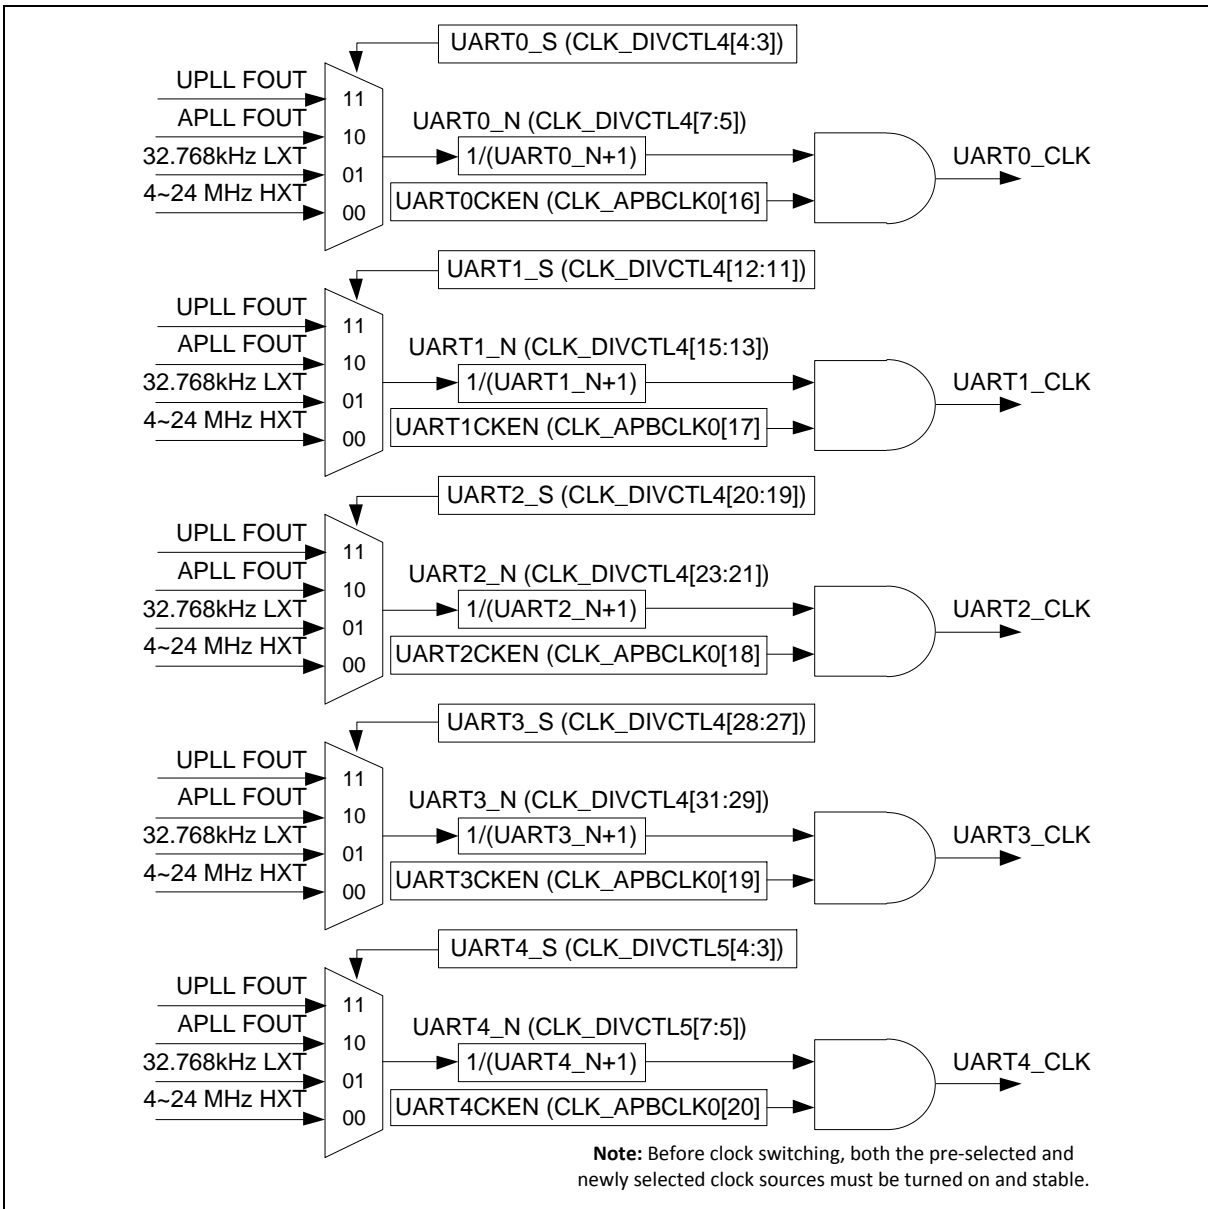 UART0_S (CLK_DIVCTL4[4:3])
UPLL FOUT
11
APLL FOUT
10
UART0_N (CLK_DIVCTL4[7:5])
32.768kHz LXT
01
1/(UART0_N+1)
UART0_CLK
4~24 MHz HXT
00
UART0CKEN (CLK_APBCLK0[16]
UART1_S (CLK_DIVCTL4[12:11])
UPLL FOUT
11
APLL FOUT
10
UART1_N (CLK_DIVCTL4[15:13])
32.768kHz LXT
01
1/(UART1_N+1)
UART1_CLK
4~24 MHz HXT
00
UART1CKEN (CLK_APBCLK0[17]
UART2_S (CLK_DIVCTL4[20:19])
UPLL FOUT
11
APLL FOUT
10
UART2_N (CLK_DIVCTL4[23:21])
32.768kHz LXT
01
1/(UART2_N+1)
UART2_CLK
4~24 MHz HXT
00
UART2CKEN (CLK_APBCLK0[18]
UART3_S (CLK_DIVCTL4[28:27])
UPLL FOUT
11
APLL FOUT
10
UART3_N (CLK_DIVCTL4[31:29])
32.768kHz LXT
01
1/(UART3_N+1)
UART3_CLK
4~24 MHz HXT
00
UART3CKEN (CLK_APBCLK0[19]
UART4_S (CLK_DIVCTL5[4:3])
UPLL FOUT
11
APLL FOUT
10
UART4_N (CLK_DIVCTL5[7:5])
32.768kHz LXT
01
1/(UART4_N+1)
UART4_CLK
4~24 MHz HXT
00
UART4CKEN (CLK_APBCLK0[20]
Note: Before clock switching, both the pre-selected and
newly selected clock sources must be turned on and stable.